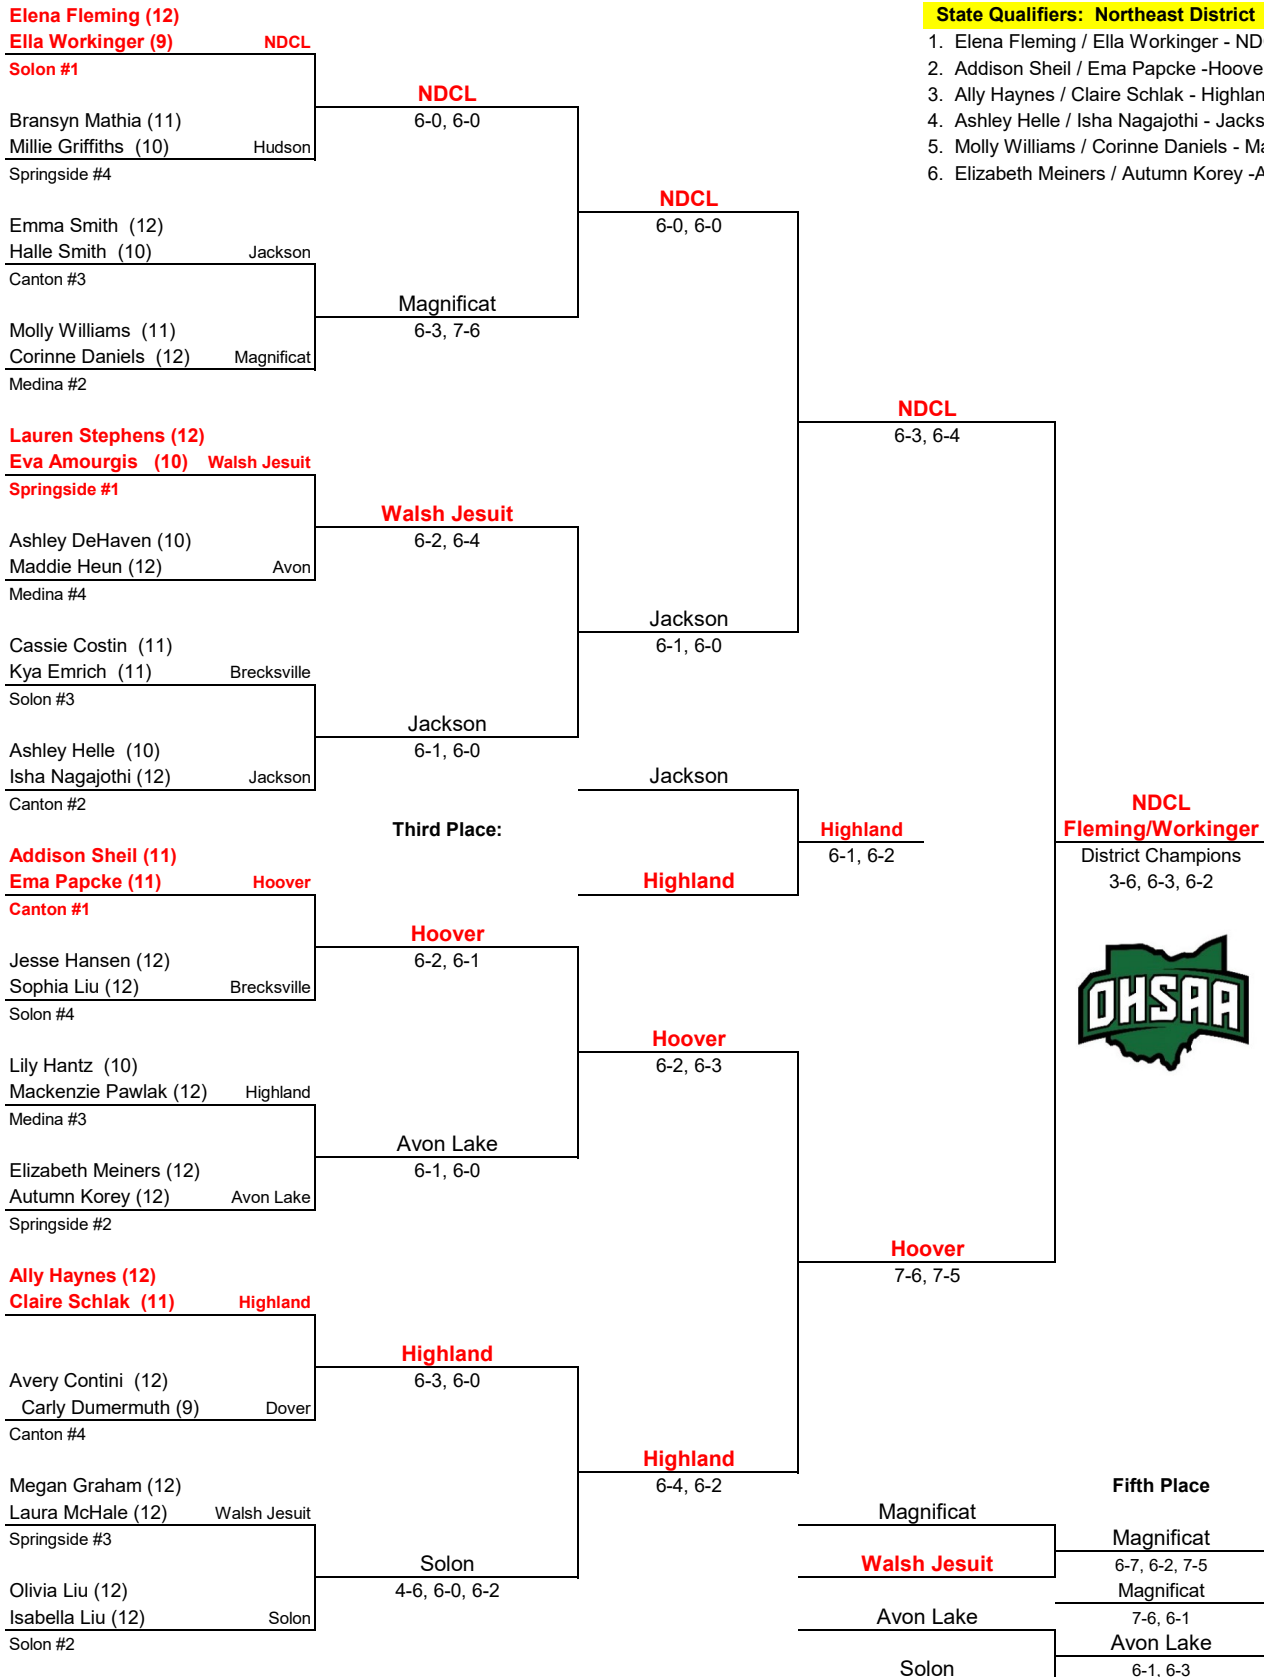 Elena Fleming (12)
Ella Workinger (9) NDCL
Solon #1
Bransyn Mathia (11)
Millie Griffiths (10) Hudson
Springside #4
Emma Smith (12)
Halle Smith (10) Jackson
Canton #3
Molly Williams (11)
Corinne Daniels (12) Magnificat
Medina #2
Lauren Stephens (12)
Eva Amourgis (10) Walsh Jesuit
Springside #1
Ashley DeHaven (10)
Maddie Heun (12) Avon
Medina #4
Cassie Costin (11)
Kya Emrich (11) Brecksville
Solon #3
Ashley Helle (10)
Isha Nagajothi (12) Jackson
Canton #2
Addison Sheil (11)
Ema Papcke (11) Hoover
Canton #1
Jesse Hansen (12)
Sophia Liu (12) Brecksville
Solon #4
Lily Hantz (10)
Mackenzie Pawlak (12) Highland
Medina #3
Elizabeth Meiners (12)
Autumn Korey (12) Avon Lake
Springside #2
Ally Haynes (12)
Claire Schlak (11) Highland
Avery Contini (12)
Carly Dumermuth (9) Dover
Canton #4
Megan Graham (12)
Laura McHale (12) Walsh Jesuit
Springside #3
Olivia Liu (12)
Isabella Liu (12) Solon
Solon #2
NDCL
6-0, 6-0
Magnificat
6-3, 7-6
Walsh Jesuit
6-2, 6-4
Jackson
6-1, 6-0
Third Place:
Hoover
6-2, 6-1
Avon Lake
6-1, 6-0
Highland
6-3, 6-0
Solon
4-6, 6-0, 6-2
NDCL
6-0, 6-0
Jackson
6-1, 6-0
Jackson
Highland
Highland
6-1, 6-2
Hoover
6-2, 6-3
Highland
6-4, 6-2
NDCL
6-3, 6-4
Hoover
7-6, 7-5
State Qualifiers: Northeast District
1. Elena Fleming / Ella Workinger - ND
2. Addison Sheil / Ema Papcke -Hoove
3. Ally Haynes / Claire Schlak - Highlan
4. Ashley Helle / Isha Nagajothi - Jacks
5. Molly Williams / Corinne Daniels - Ma
6. Elizabeth Meiners / Autumn Korey -A
NDCL
Fleming/Workinger
District Champions
3-6, 6-3, 6-2
OHSAA
Fifth Place
Magnificat
Walsh Jesuit
Magnificat
6-7, 6-2, 7-5
Magnificat
7-6, 6-1
Avon Lake
Solon
Avon Lake
6-1, 6-3